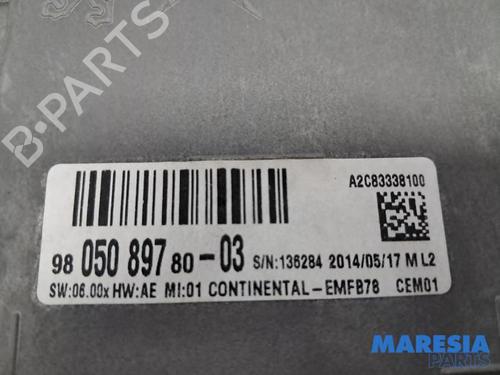 B-PARTS
A2C83338100
98 050 897 80-03 S/N:136284 2014/05/17 M L2
SW:06.00x HW:AE MI:01 CONTINENTAL-EMFB78 CEM01
MARESIA
PARTS